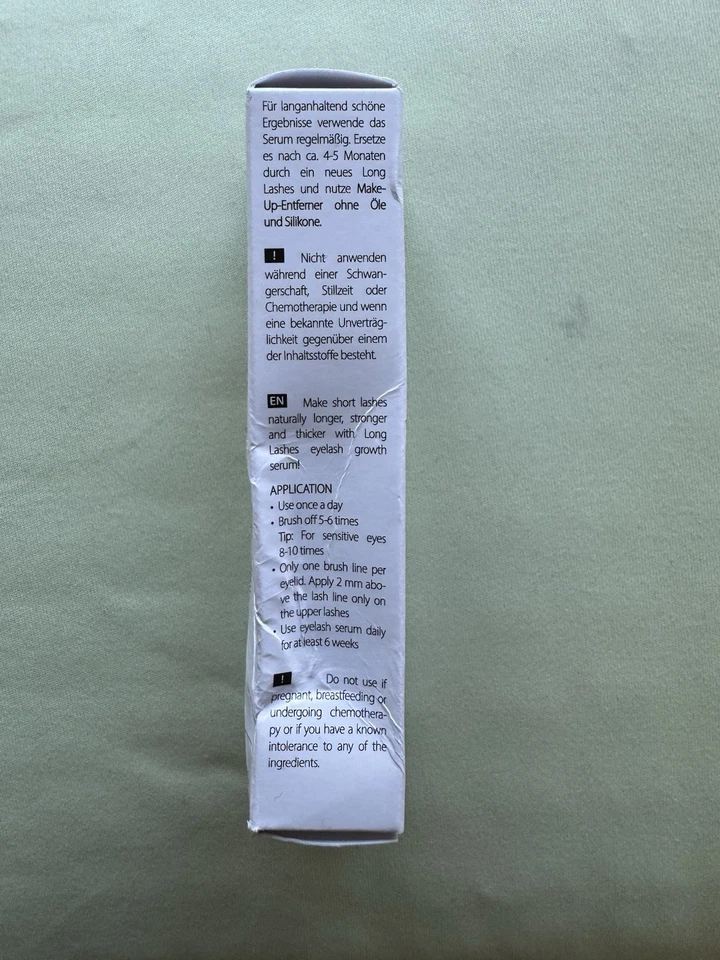 Für langanhaltend schöne
Ergebnisse verwende das
Serum regelmäßig. Ersetze
es nach ca. 4-5 Monaten
durch ein neues Long
Lashes und nutze Make-
Up-Entferner ohne Öle
und Silikone.
! Nicht anwenden
während einer Schwan-
gerschaft, Stillzeit oder
Chemotherapie und wenn
eine bekannte Unverträg-
lichkeit gegenüber einem
der Inhaltsstoffe besteht.
EN Make short lashes
naturally longer, stronger
and thicker with Long
Lashes eyelash growth
serum!
APPLICATION
• Use once a day
• Brush off 5-6 times
Tip: For sensitive eyes
8-10 times
• Only one brush line per
eyelid. Apply 2 mm abo-
ve the lash line only on
the upper lashes
• Use eyelash serum daily
for at least 6 weeks
! Do not use if
pregnant, breastfeeding or
undergoing chemothera-
py or if you have a known
intolerance to any of the
ingredients.